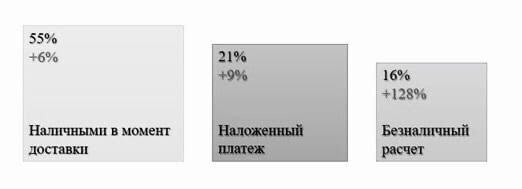 55%
+6%
Наличными в момент
доставки
21%
+9%
Наложенный
платеж
16%
+128%
Безналичный
расчет